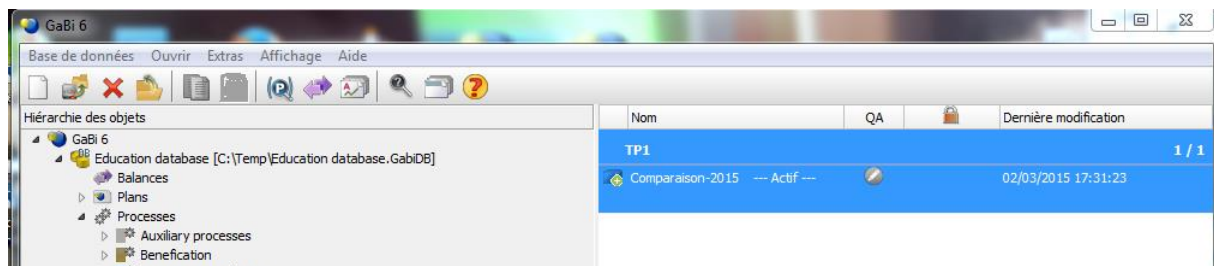 GaBi 6
Base de données Ouvrir Extras Affichage Aide
Hiérarchie des objets
GaBi 6
Education database [C:\Temp\Education database.GabiDB]
Balances
Plans
Processes
Auxiliary processes
Benefication
Nom QA Dernière modification
TP1 1 / 1
Comparaison-2015 --- Actif --- 02/03/2015 17:31:23